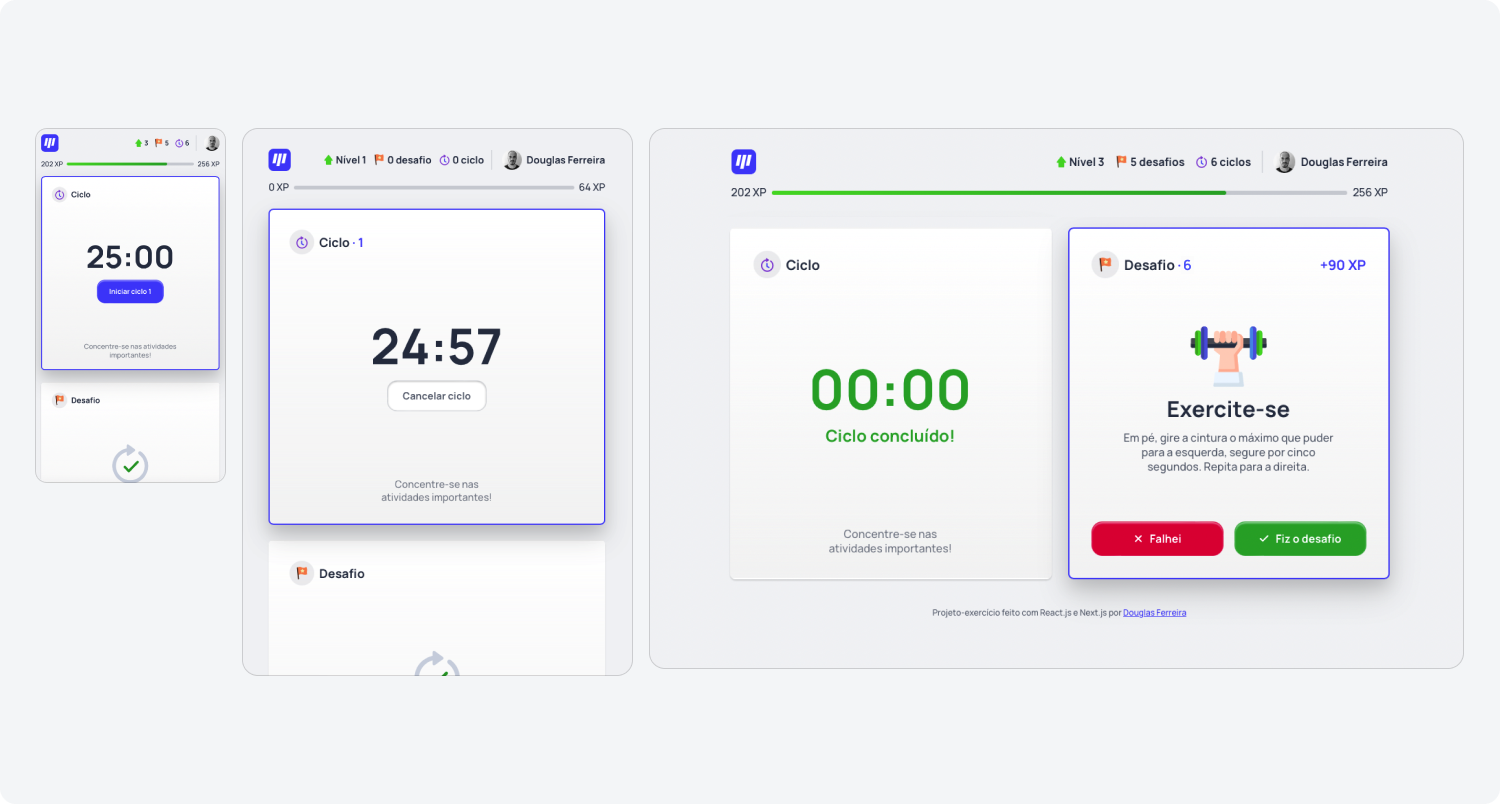 3 5 6
202 XP 256 XP
Ciclo
25:00
Iniciar ciclo 1
Concentre-se nas atividades
importantes!
Desafio
Nível 1 0 desafio 0 ciclo Douglas Ferreira
0 XP 64 XP
Ciclo · 1
24:57
Cancelar ciclo
Concentre-se nas
atividades importantes!
Desafio
Nível 3 5 desafios 6 ciclos Douglas Ferreira
202 XP 256 XP
Ciclo
00:00
Ciclo concluído!
Concentre-se nas
atividades importantes!
Desafio · 6 +90 XP
Exercite-se
Em pé, gire a cintura o máximo que puder
para a esquerda, segure por cinco
segundos. Repita para a direita.
Falhei Fiz o desafio
Projeto-exercício feito com React.js e Next.js por Douglas Ferreira